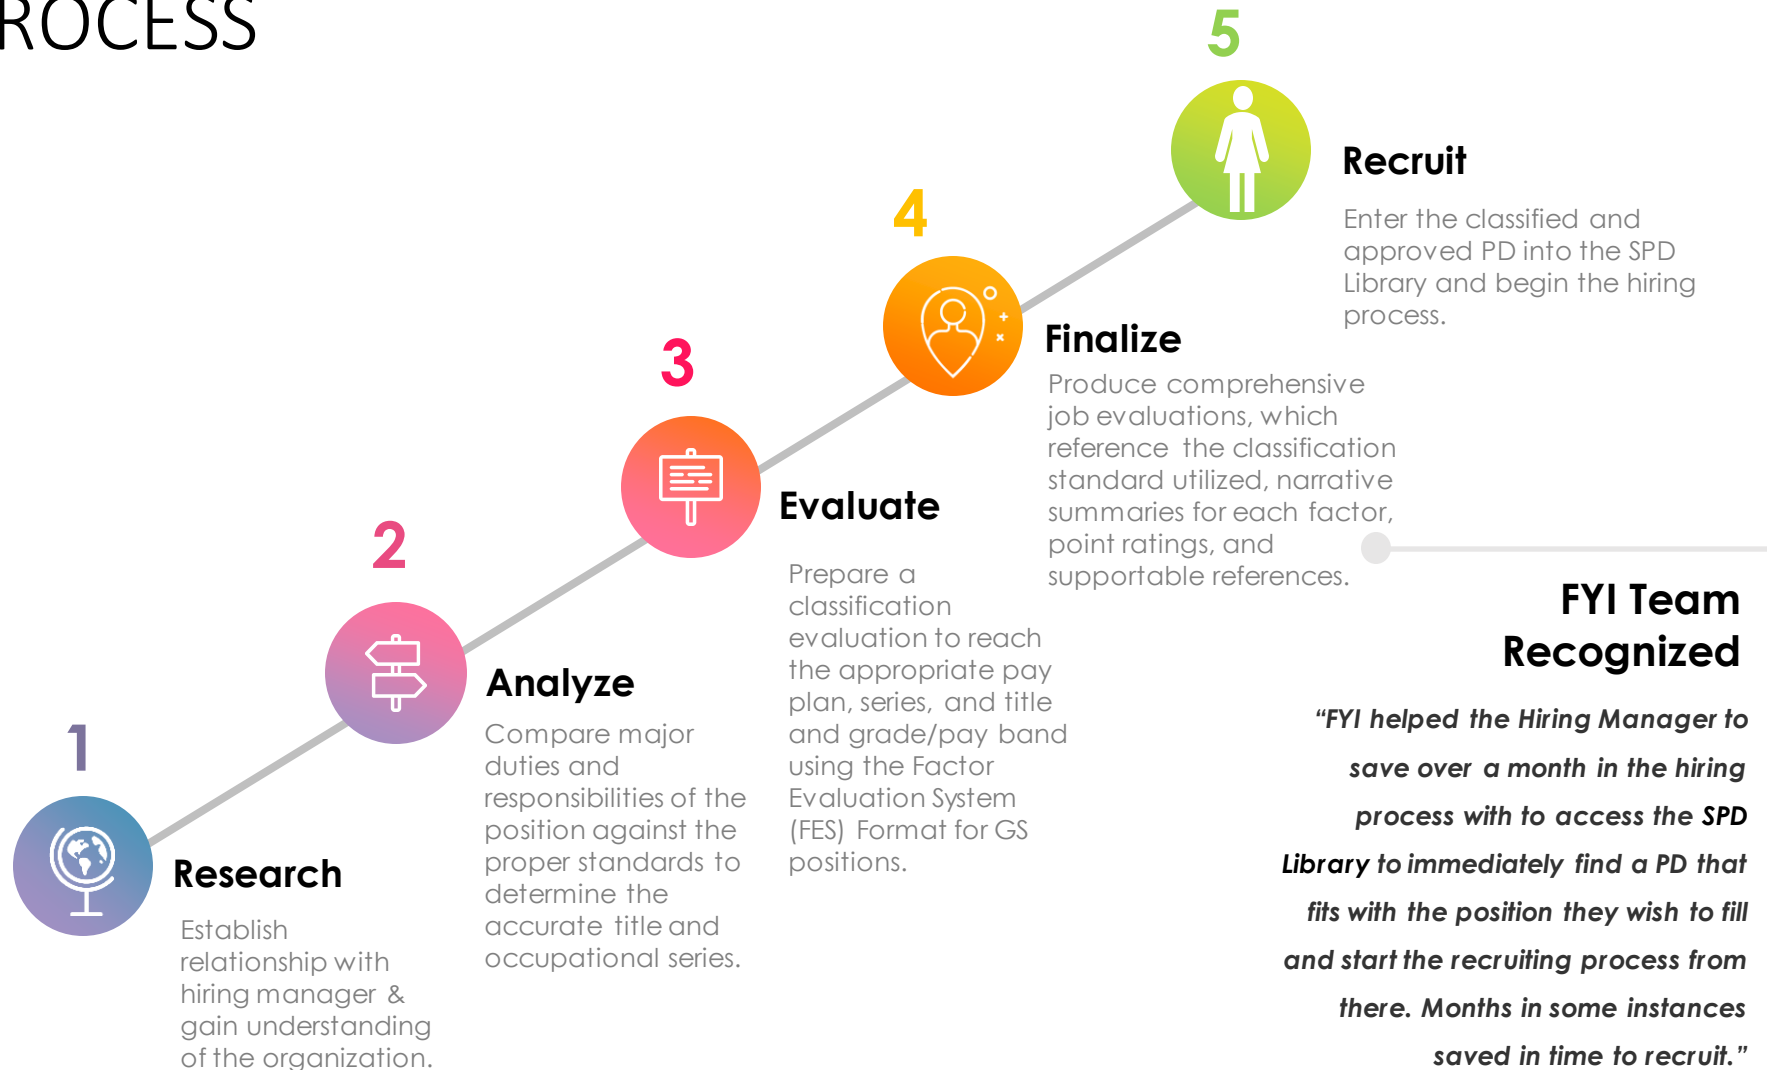 ROCESS
1
Research
Establish
relationship with
hiring manager &
gain understanding
of the organization.
2
Analyze
Compare major
duties and
responsibilities of the
position against the
proper standards to
determine the
accurate title and
occupational series.
3
Evaluate
Prepare a
classification
evaluation to reach
the appropriate pay
plan, series, and title
and grade/pay band
using the Factor
Evaluation System
(FES) Format for GS
positions.
4
Finalize
Produce comprehensive
job evaluations, which
reference the classification
standard utilized, narrative
summaries for each factor,
point ratings, and
supportable references.
5
Recruit
Enter the classified and
approved PD into the SPD
Library and begin the hiring
process.
FYI Team
Recognized
“FYI helped the Hiring Manager to
save over a month in the hiring
process with to access the SPD
Library to immediately find a PD that
fits with the position they wish to fill
and start the recruiting process from
there. Months in some instances
saved in time to recruit.”